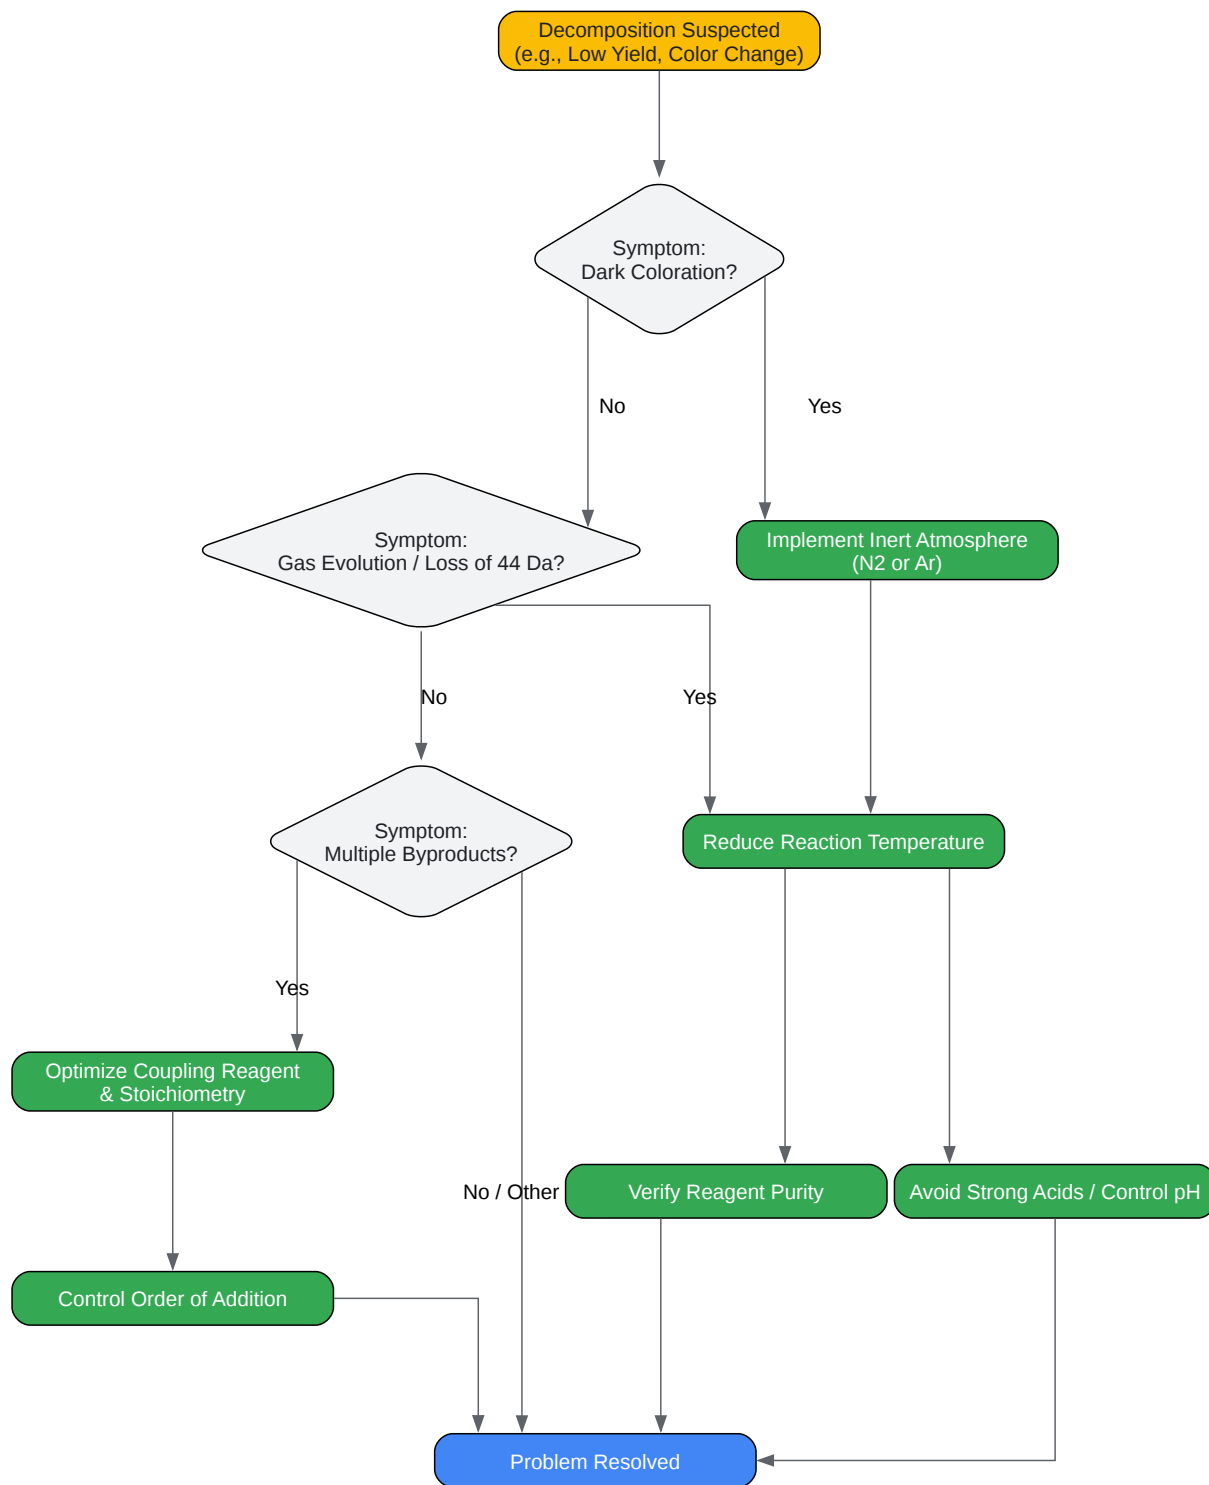 Decomposition Suspected
(e.g., Low Yield, Color Change)
Symptom:
Dark Coloration?
No
Yes
Symptom:
Gas Evolution / Loss of 44 Da?
Implement Inert Atmosphere
(N2 or Ar)
No
Yes
Symptom:
Multiple Byproducts?
Reduce Reaction Temperature
Yes
Optimize Coupling Reagent
& Stoichiometry
No / Other
Verify Reagent Purity
Avoid Strong Acids / Control pH
Control Order of Addition
Problem Resolved